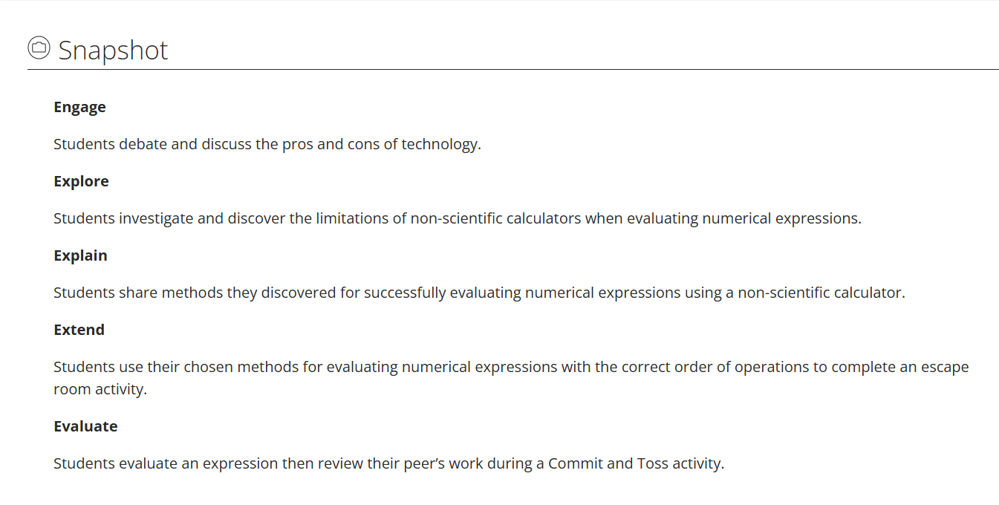 Snapshot
Engage
Students debate and discuss the pros and cons of technology.
Explore
Students investigate and discover the limitations of non-scientific calculators when evaluating numerical expressions.
Explain
Students share methods they discovered for successfully evaluating numerical expressions using a non-scientific calculator.
Extend
Students use their chosen methods for evaluating numerical expressions with the correct order of operations to complete an escape
room activity.
Evaluate
Students evaluate an expression then review their peer’s work during a Commit and Toss activity.